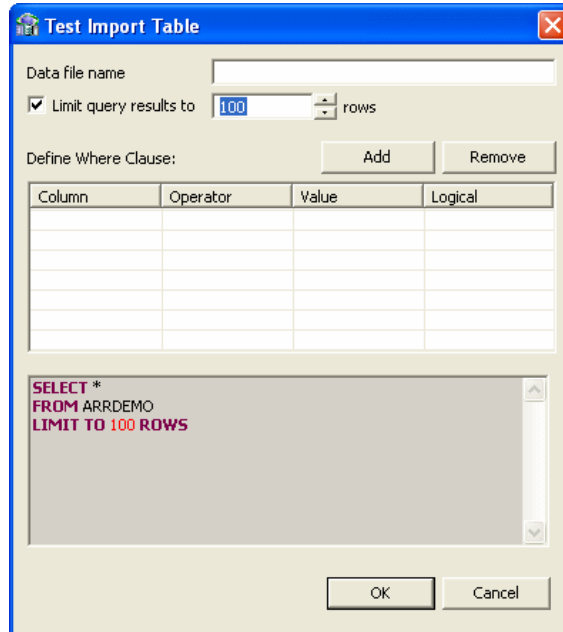 Test Import Table
Data file name
Limit query results to 100 rows
Define Where Clause: Add Remove
Column Operator Value Logical
SELECT *
FROM ARRDEMO
LIMIT TO 100 ROWS
OK Cancel